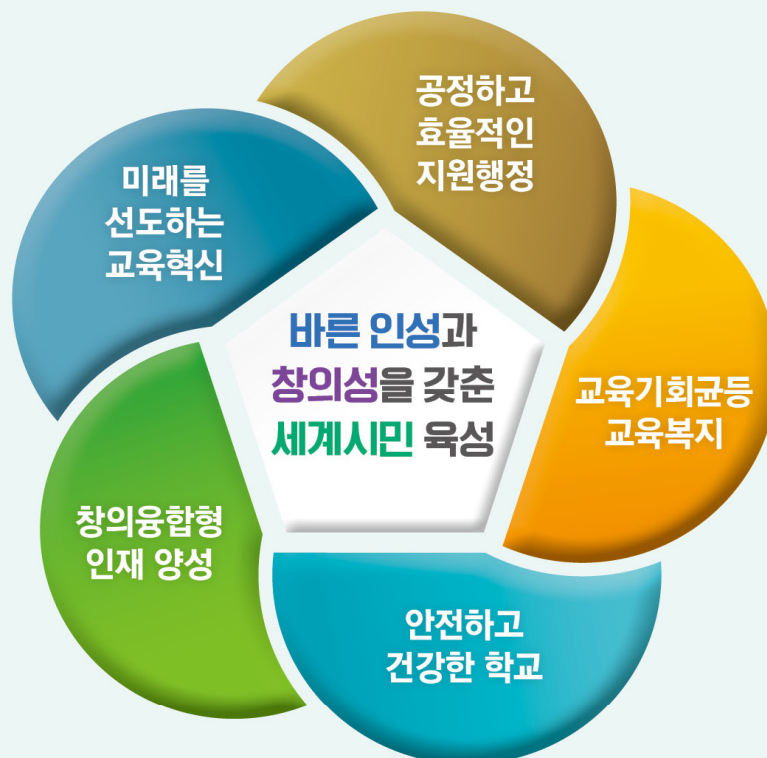 공정하고
효율적인
지원행정
미래를
선도하는
교육혁신
바른 인성과
창의성을 갖춘
세계시민 육성
교육기회균등
교육복지
창의융합형
인재 양성
안전하고
건강한 학교